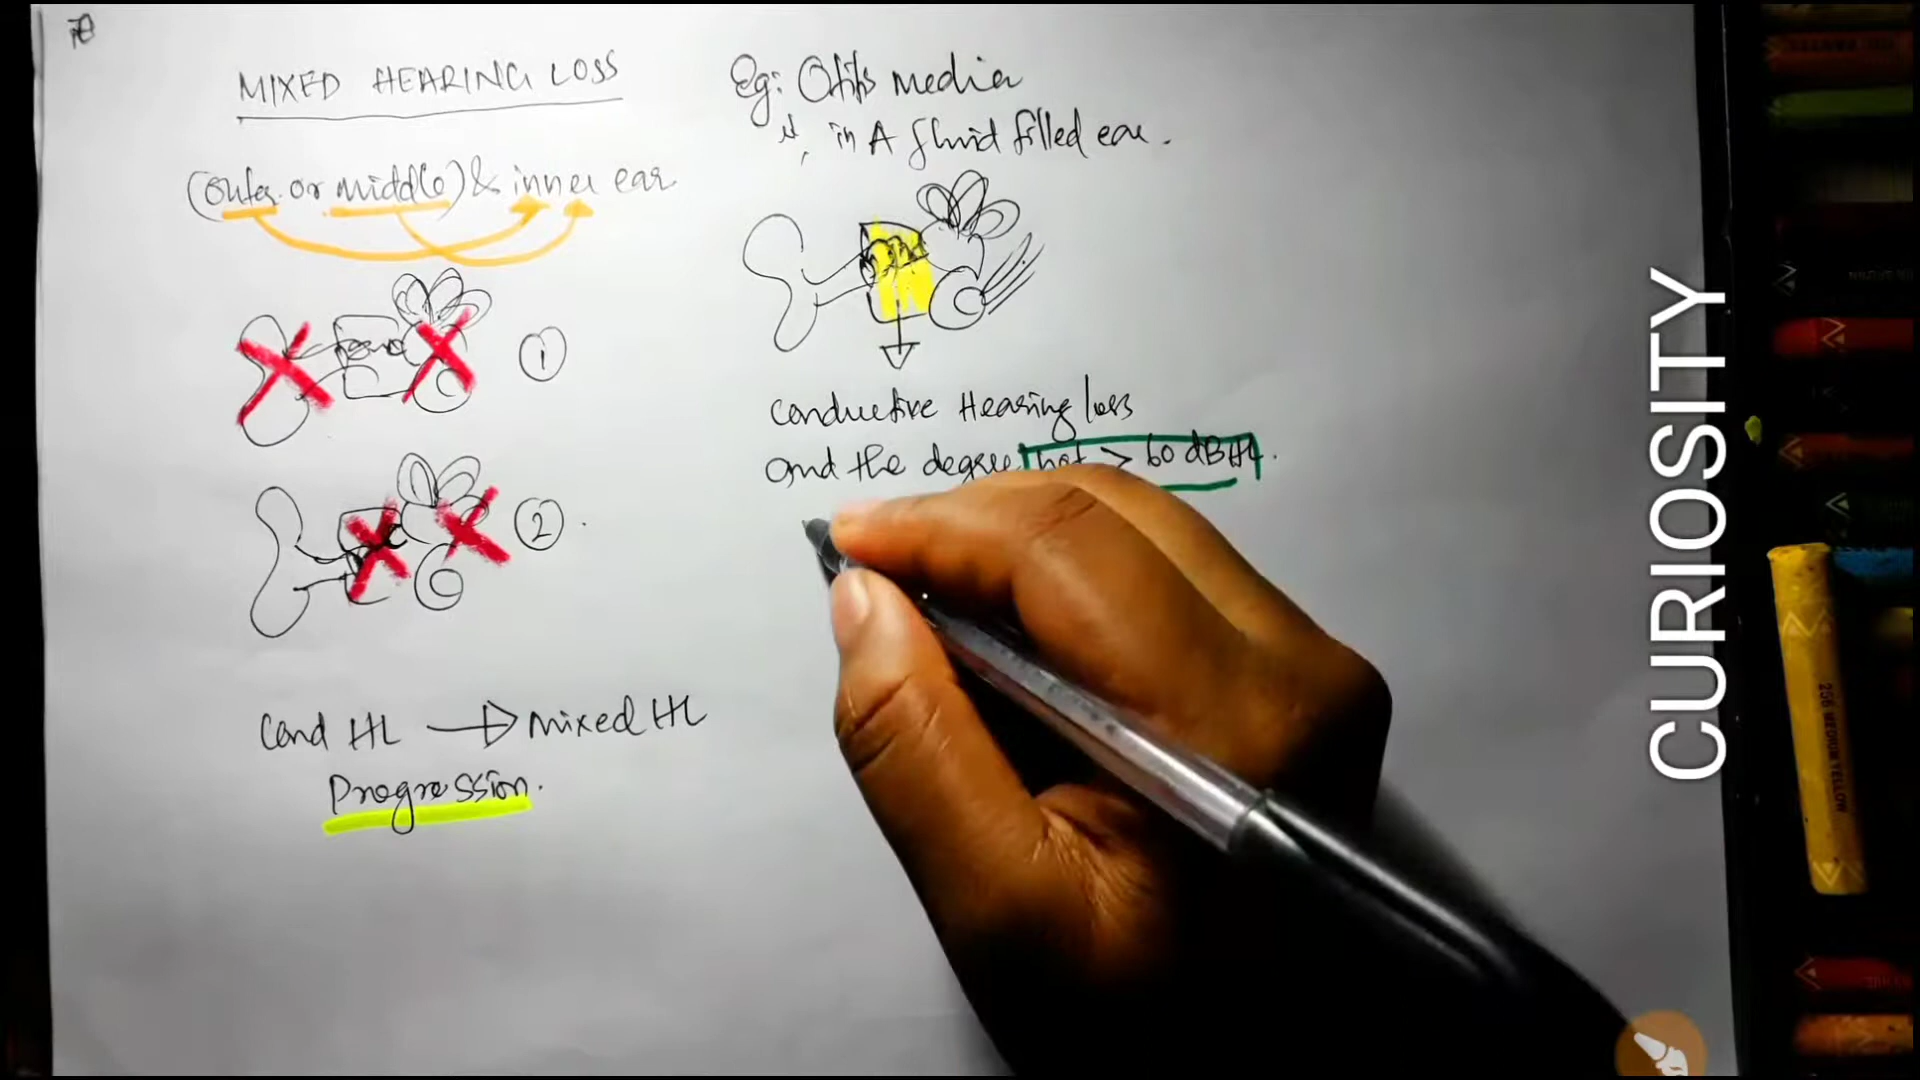 MIXED HEARING LOSS
(outer or middle) & inner ear
1
2
Cond HL → mixed HL
Progression.
Eg: Otitis media
in A fluid filled ear.
conductive Hearing loss
and the degree not > 60 dBHL.
CURIOSITY